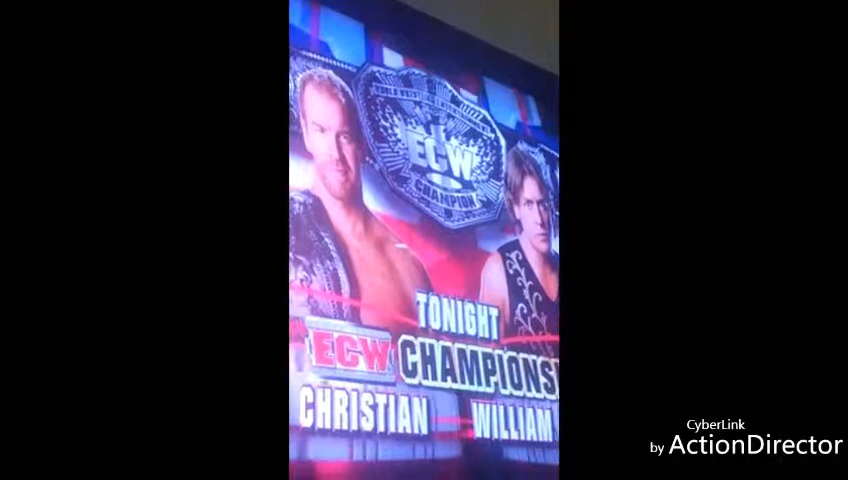 ECW
CHAMPION
TONIGHT
ECW CHAMPIONS
CHRISTIAN WILLIAM
CyberLink
by ActionDirector